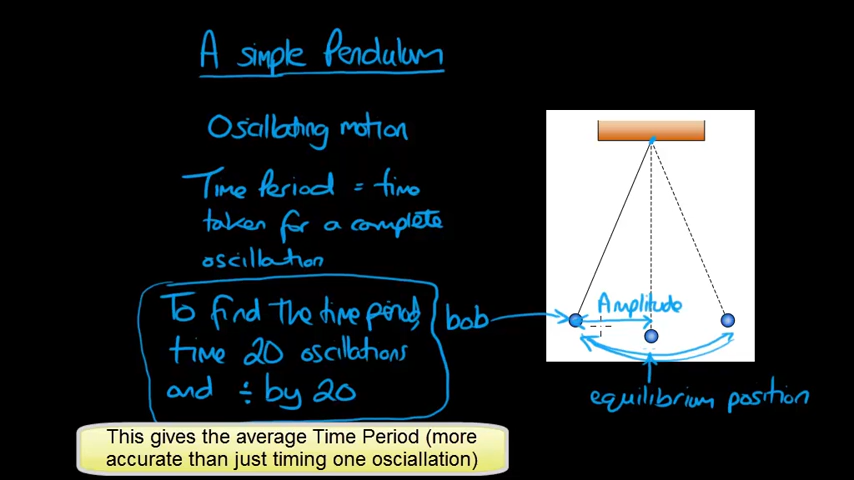 A simple Pendulum
Oscillating motion
Time Period = time
taken for a complete
oscillation
To find the time period,
time 20 oscillations
and ÷ by 20
bob
Amplitude
equilibrium position
This gives the average Time Period (more
accurate than just timing one osciallation)